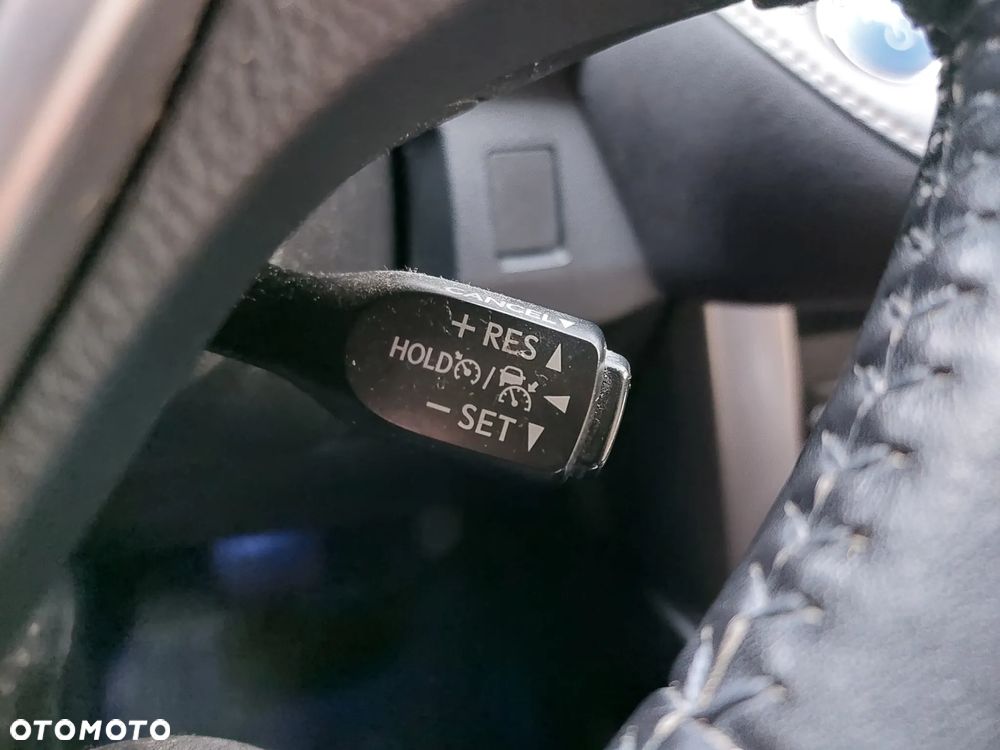 CANCEL▼
+ RES ▲
HOLD / ◀
− SET ▼
OTOMOTO